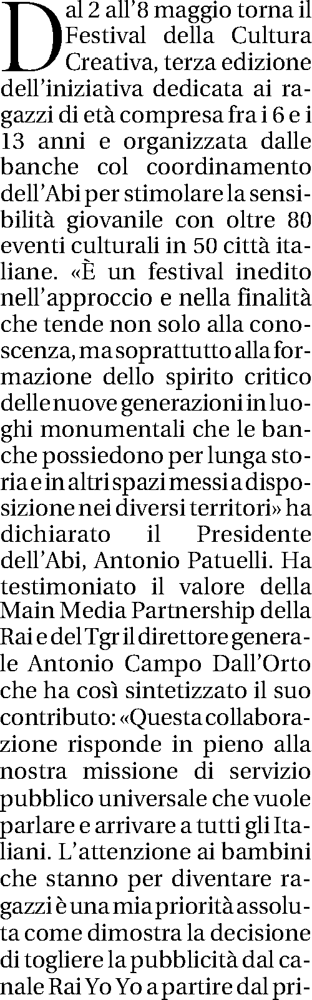 Dal 2 all’8 maggio torna il
Festival della Cultura
Creativa, terza edizione
dell’iniziativa dedicata ai ra-
gazzi di età compresa fra i 6 e i
13 anni e organizzata dalle
banche col coordinamento
dell’Abi per stimolare la sensi-
bilità giovanile con oltre 80
eventi culturali in 50 città ita-
liane. «È un festival inedito
nell’approccio e nella finalità
che tende non solo alla cono-
scenza, ma soprattutto alla for-
mazione dello spirito critico
delle nuove generazioni in luo-
ghi monumentali che le ban-
che possiedono per lunga sto-
ria e in altri spazi messi a dispo-
sizione nei diversi territori» ha
dichiarato il Presidente
dell’Abi, Antonio Patuelli. Ha
testimoniato il valore della
Main Media Partnership della
Rai e del Tgr il direttore genera-
le Antonio Campo Dall’Orto
che ha così sintetizzato il suo
contributo: «Questa collabora-
zione risponde in pieno alla
nostra missione di servizio
pubblico universale che vuole
parlare e arrivare a tutti gli Ita-
liani. L’attenzione ai bambini
che stanno per diventare ra-
gazzi è una mia priorità assolu-
ta come dimostra la decisione
di togliere la pubblicità dal ca-
nale Rai Yo Yo a partire dal pri-